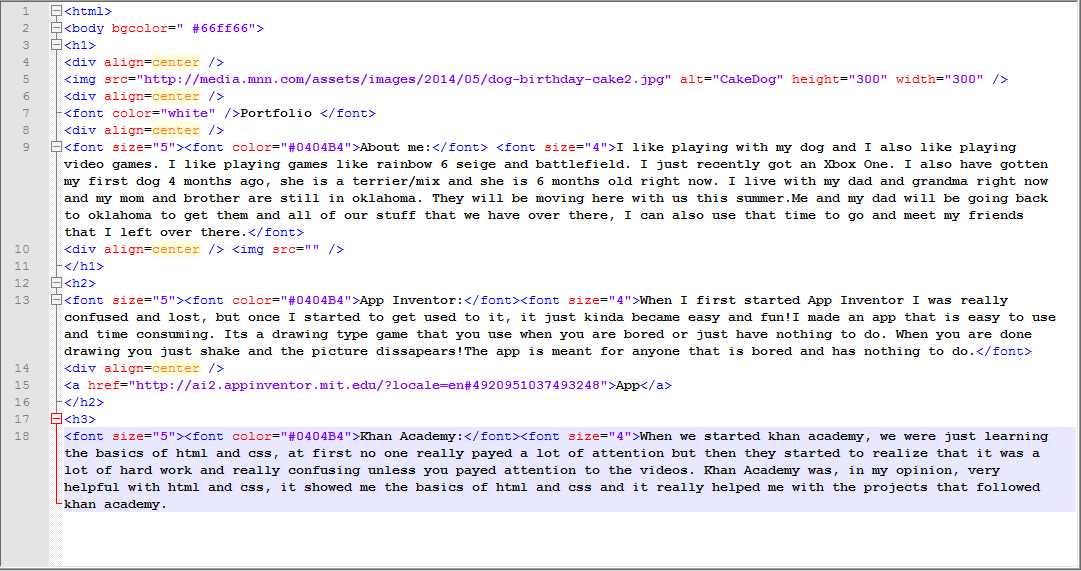 1 <html>
2 <body bgcolor=" #66ff66">
3 <h1>
4 <div align=center />
5 <img src="http://media.mnn.com/assets/images/2014/05/dog-birthday-cake2.jpg" alt="CakeDog" height="300" width="300" />
6 <div align=center />
7 <font color="white" />Portfolio </font>
8 <div align=center />
9 <font size="5"><font color="#0404B4">About me:</font> <font size="4">I like playing with my dog and I also like playing
video games. I like playing games like rainbow 6 seige and battlefield. I just recently got an Xbox One. I also have gotten
my first dog 4 months ago, she is a terrier/mix and she is 6 months old right now. I live with my dad and grandma right now
and my mom and brother are still in oklahoma. They will be moving here with us this summer.Me and my dad will be going back
to oklahoma to get them and all of our stuff that we have over there, I can also use that time to go and meet my friends
that I left over there.</font>
10 <div align=center /> <img src="" />
11 </h1>
12 <h2>
13 <font size="5"><font color="#0404B4">App Inventor:</font><font size="4">When I first started App Inventor I was really
confused and lost, but once I started to get used to it, it just kinda became easy and fun!I made an app that is easy to use
and time consuming. Its a drawing type game that you use when you are bored or just have nothing to do. When you are done
drawing you just shake and the picture dissapears!The app is meant for anyone that is bored and has nothing to do.</font>
14 <div align=center />
15 <a href="http://ai2.appinventor.mit.edu/?locale=en#4920951037493248">App</a>
16 </h2>
17 <h3>
18 <font size="5"><font color="#0404B4">Khan Academy:</font><font size="4">When we started khan academy, we were just learning
the basics of html and css, at first no one really payed a lot of attention but then they started to realize that it was a
lot of hard work and really confusing unless you payed attention to the videos. Khan Academy was, in my opinion, very
helpful with html and css, it showed me the basics of html and css and it really helped me with the projects that followed
khan academy.